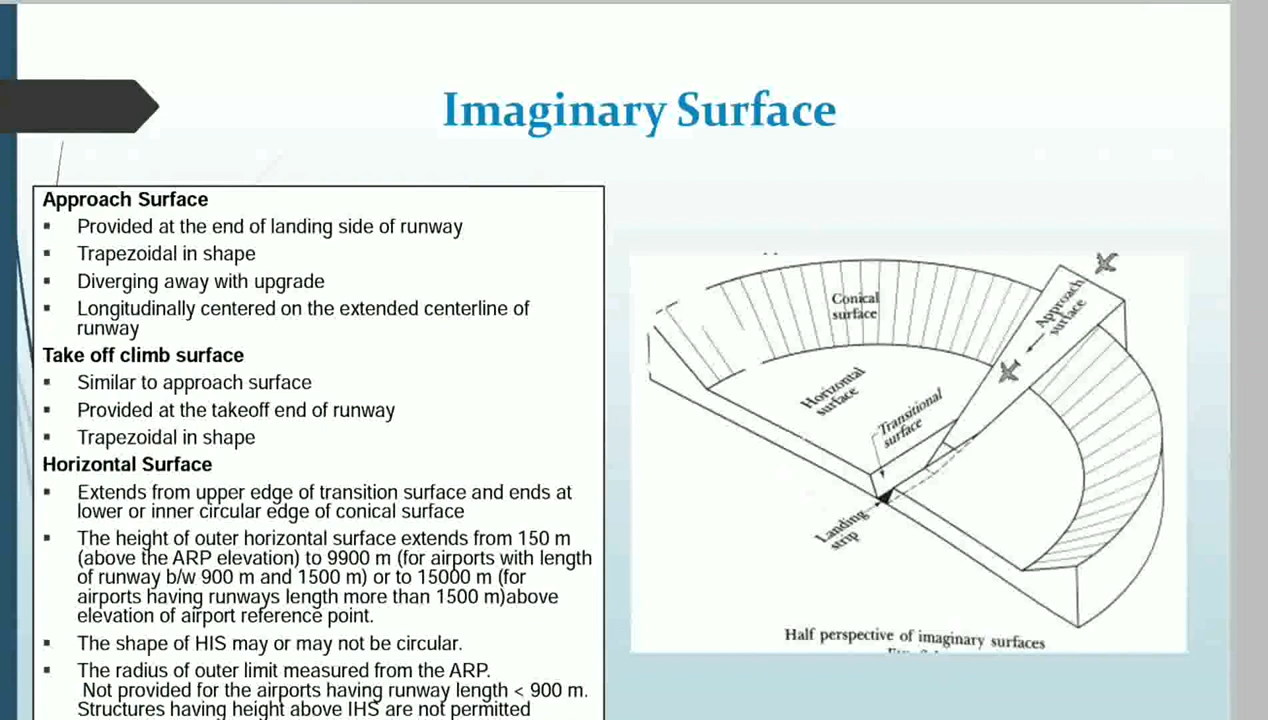 Imaginary Surface
Approach Surface
▪ Provided at the end of landing side of runway
▪ Trapezoidal in shape
▪ Diverging away with upgrade
▪ Longitudinally centered on the extended centerline of
runway
Take off climb surface
▪ Similar to approach surface
▪ Provided at the takeoff end of runway
▪ Trapezoidal in shape
Horizontal Surface
▪ Extends from upper edge of transition surface and ends at
lower or inner circular edge of conical surface
▪ The height of outer horizontal surface extends from 150 m
(above the ARP elevation) to 9900 m (for airports with length
of runway b/w 900 m and 1500 m) or to 15000 m (for
airports having runways length more than 1500 m)above
elevation of airport reference point.
▪ The shape of HIS may or may not be circular.
▪ The radius of outer limit measured from the ARP.
Not provided for the airports having runway length < 900 m.
Structures having height above IHS are not permitted
Conical
surface
Approach
surface
Horizontal
surface
Transitional
surface
Landing
strip
Half perspective of imaginary surfaces